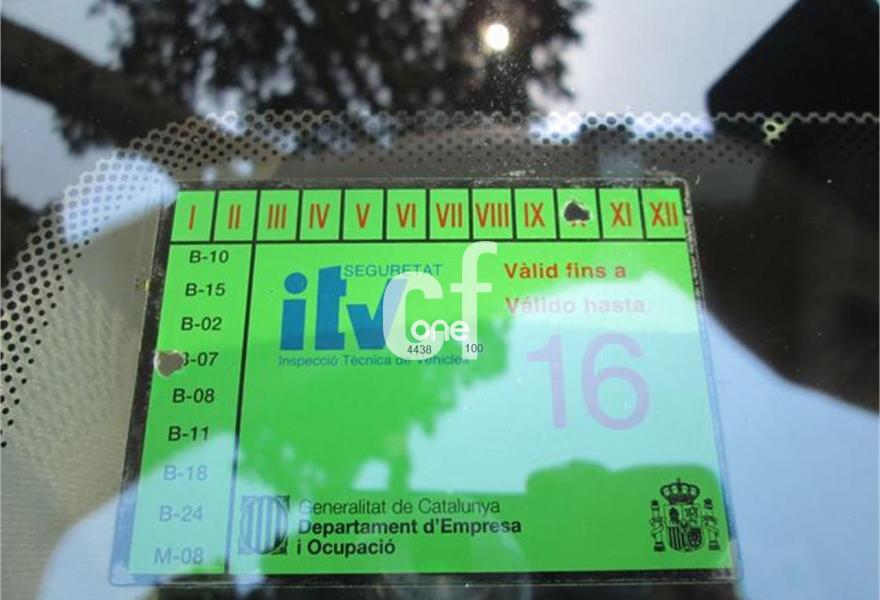 I II III IV V VI VII VIII IX XI XII
B-10
B-15
B-02
B-07
B-08
B-11
B-18
B-24
M-08
SEGURETAT
itv
Inspecció Tècnica de Vehicles
Vàlid fins a
Válido hasta
16
cf
one
4438 100
Generalitat de Catalunya
Departament d'Empresa
i Ocupació